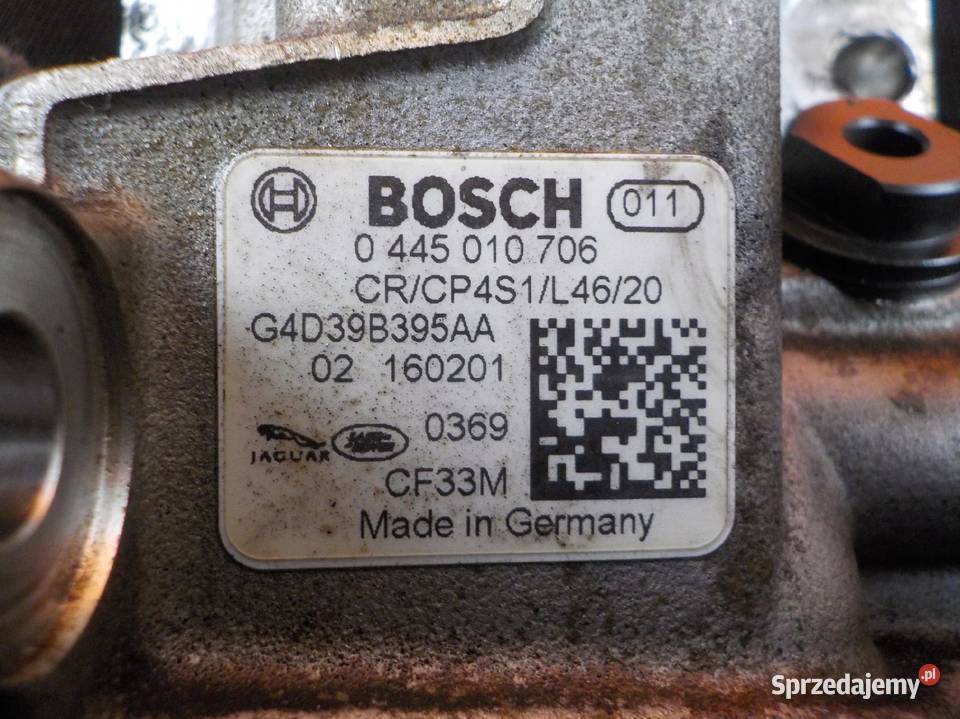 BOSCH 011
0 445 010 706
CR/CP4S1/L46/20
G4D39B395AA
02 160201
JAGUAR 0369
CF33M
Made in Germany
Sprzedajemy.pl